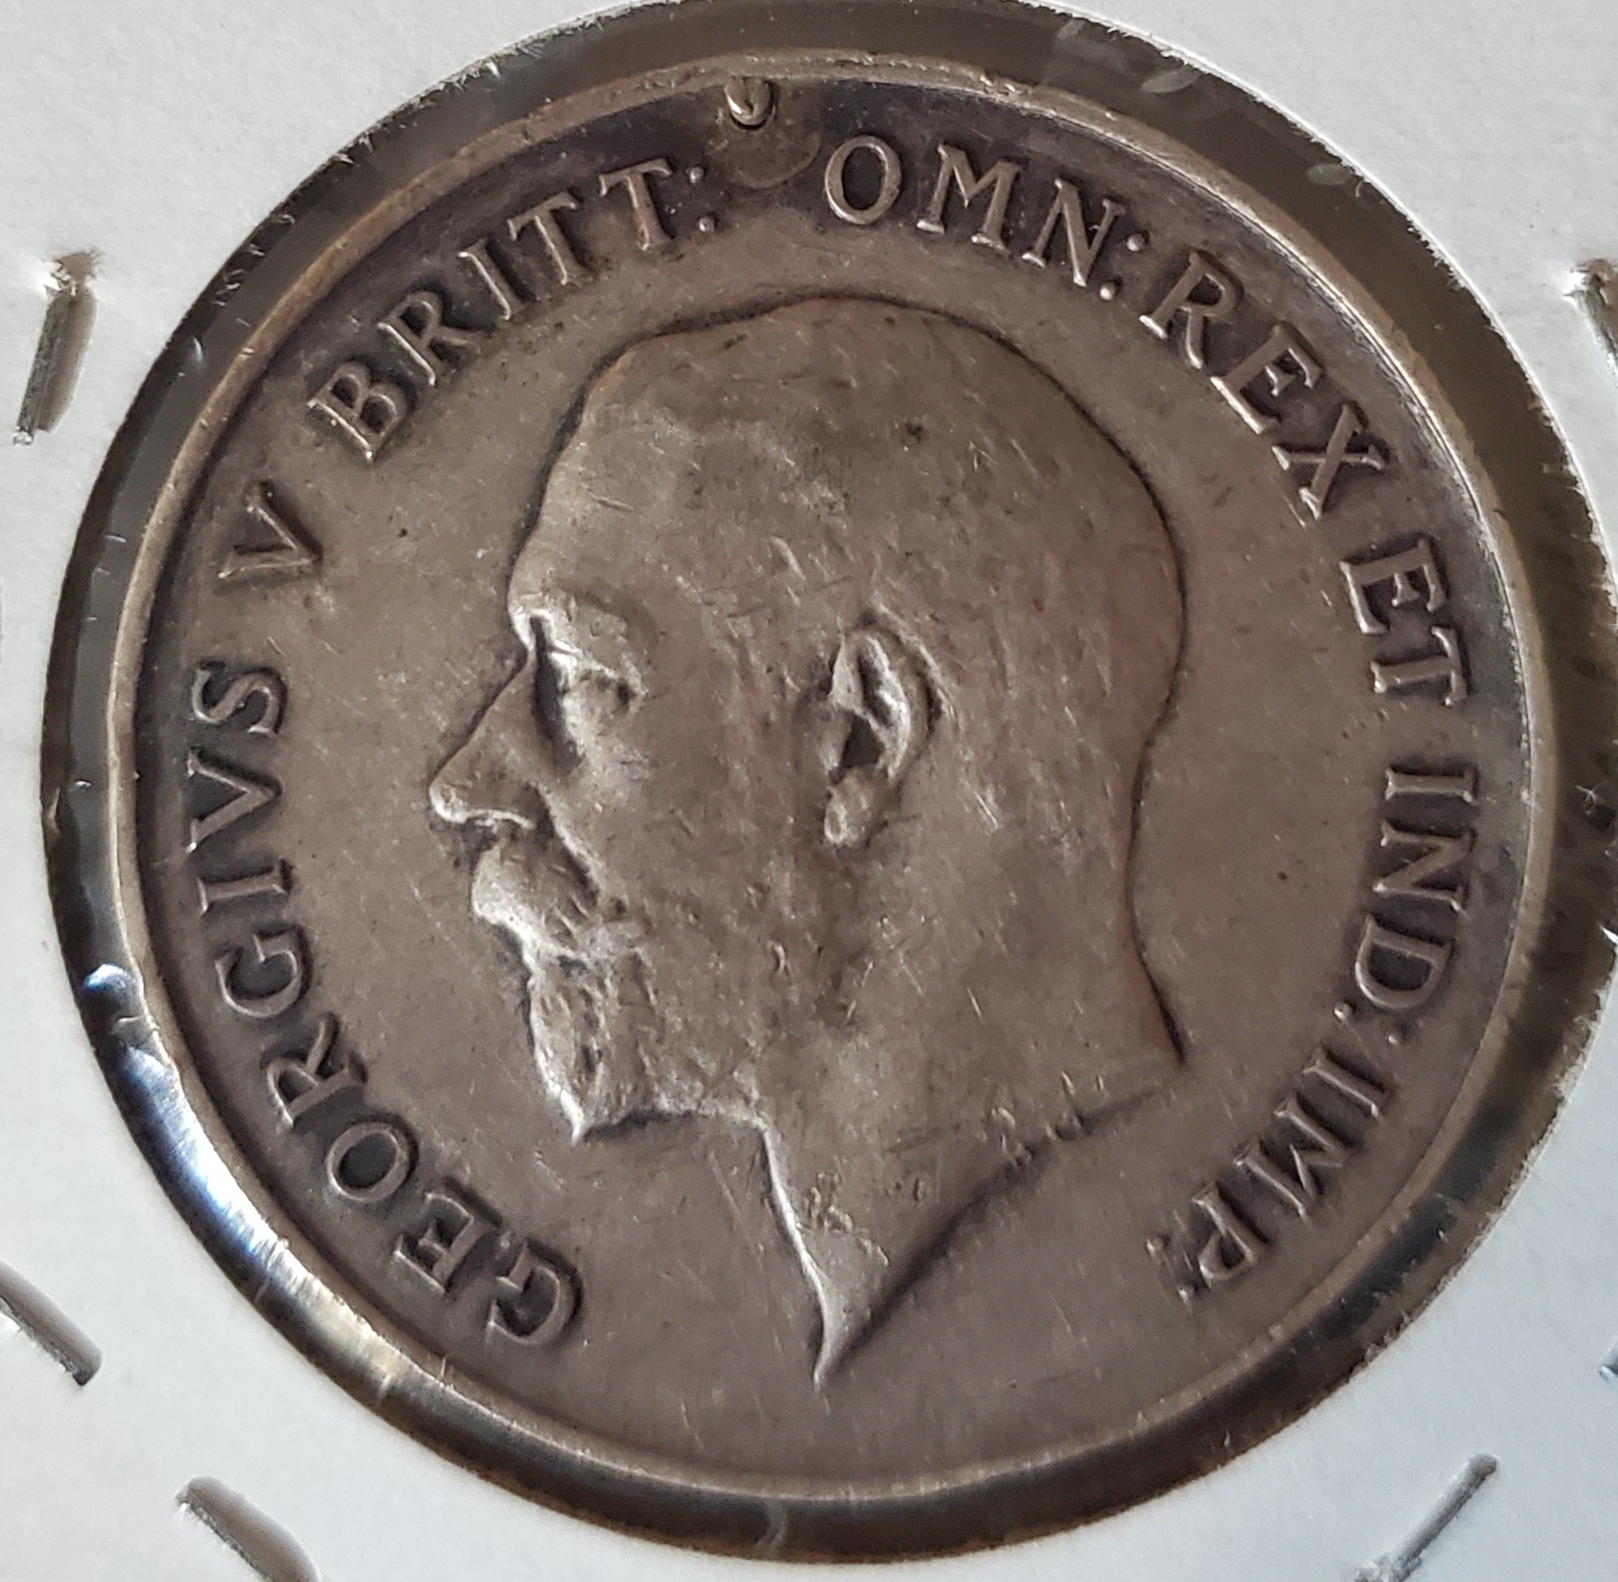 GEORGIVS V BRITT: OMN: REX ET IND: IMP: